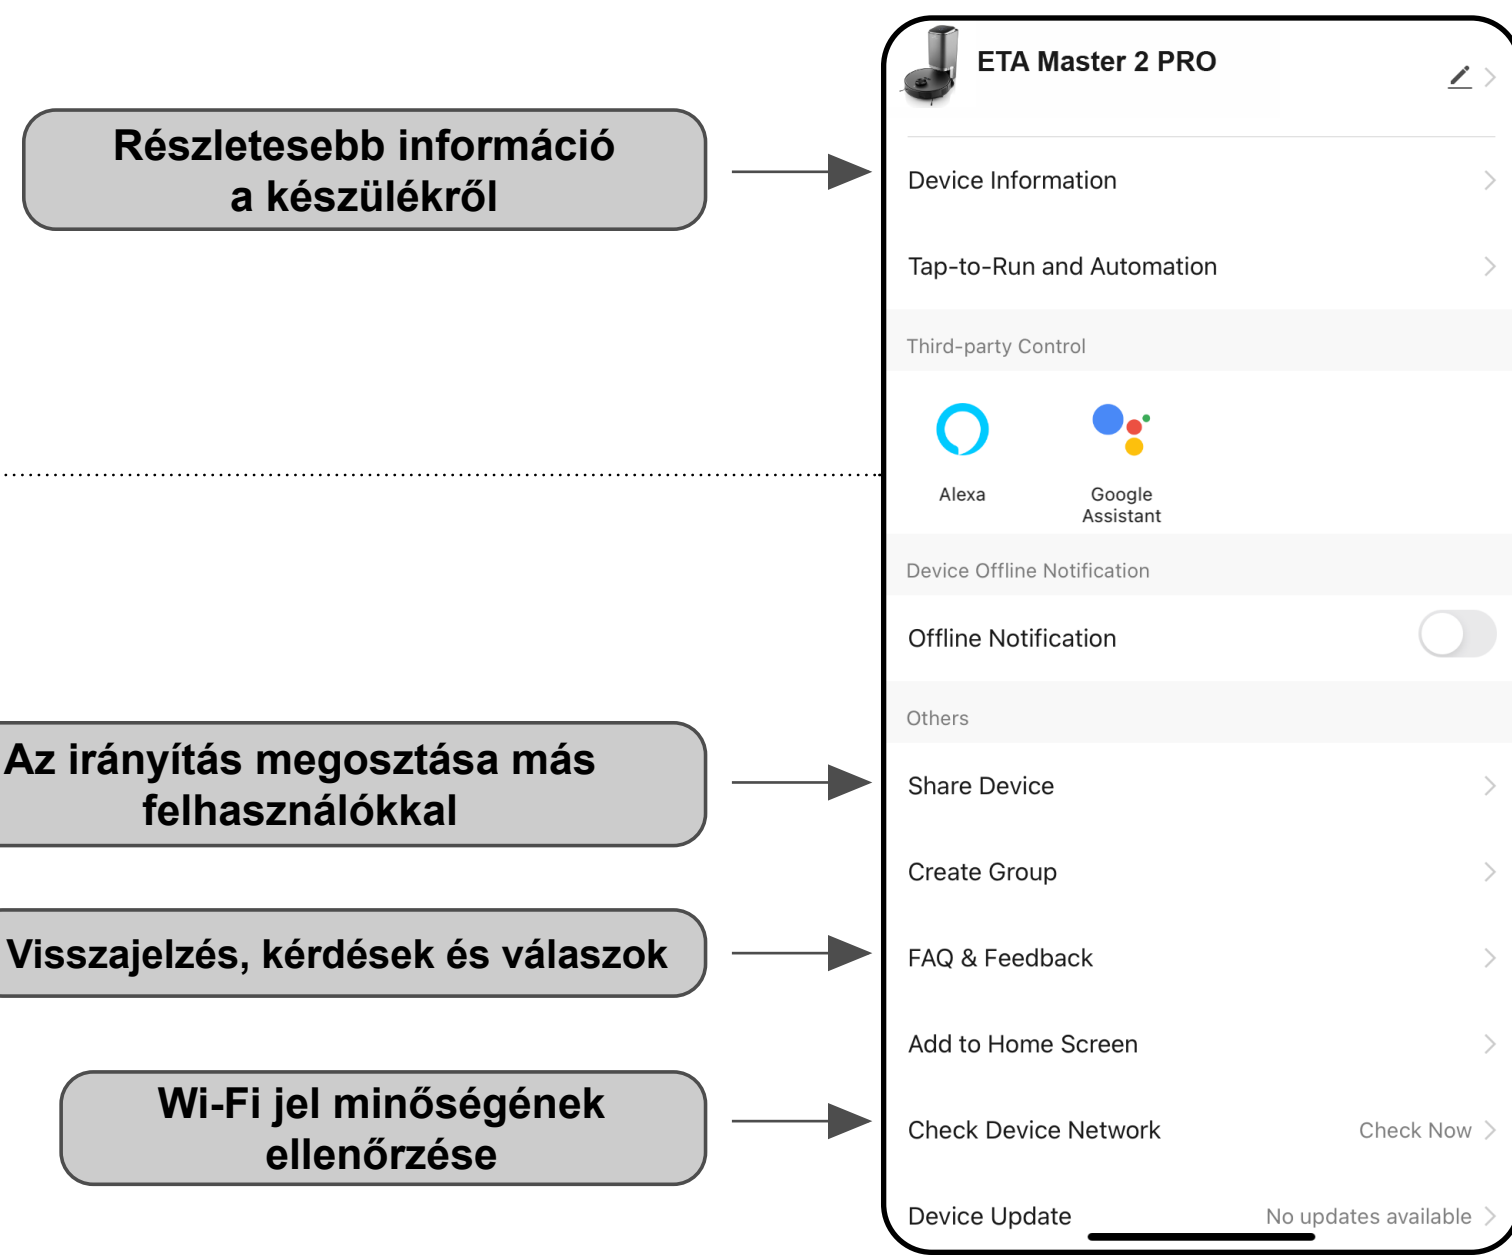 ETA Master 2 PRO
Részletesebb információ
a készülékről
Device Information
Tap-to-Run and Automation
Third-party Control
Alexa
Google
Assistant
Device Offline Notification
Offline Notification
Others
Az irányítás megosztása más
felhasználókkal
Share Device
Create Group
Visszajelzés, kérdések és válaszok
FAQ & Feedback
Add to Home Screen
Wi-Fi jel minőségének
ellenőrzése
Check Device Network Check Now
Device Update No updates available